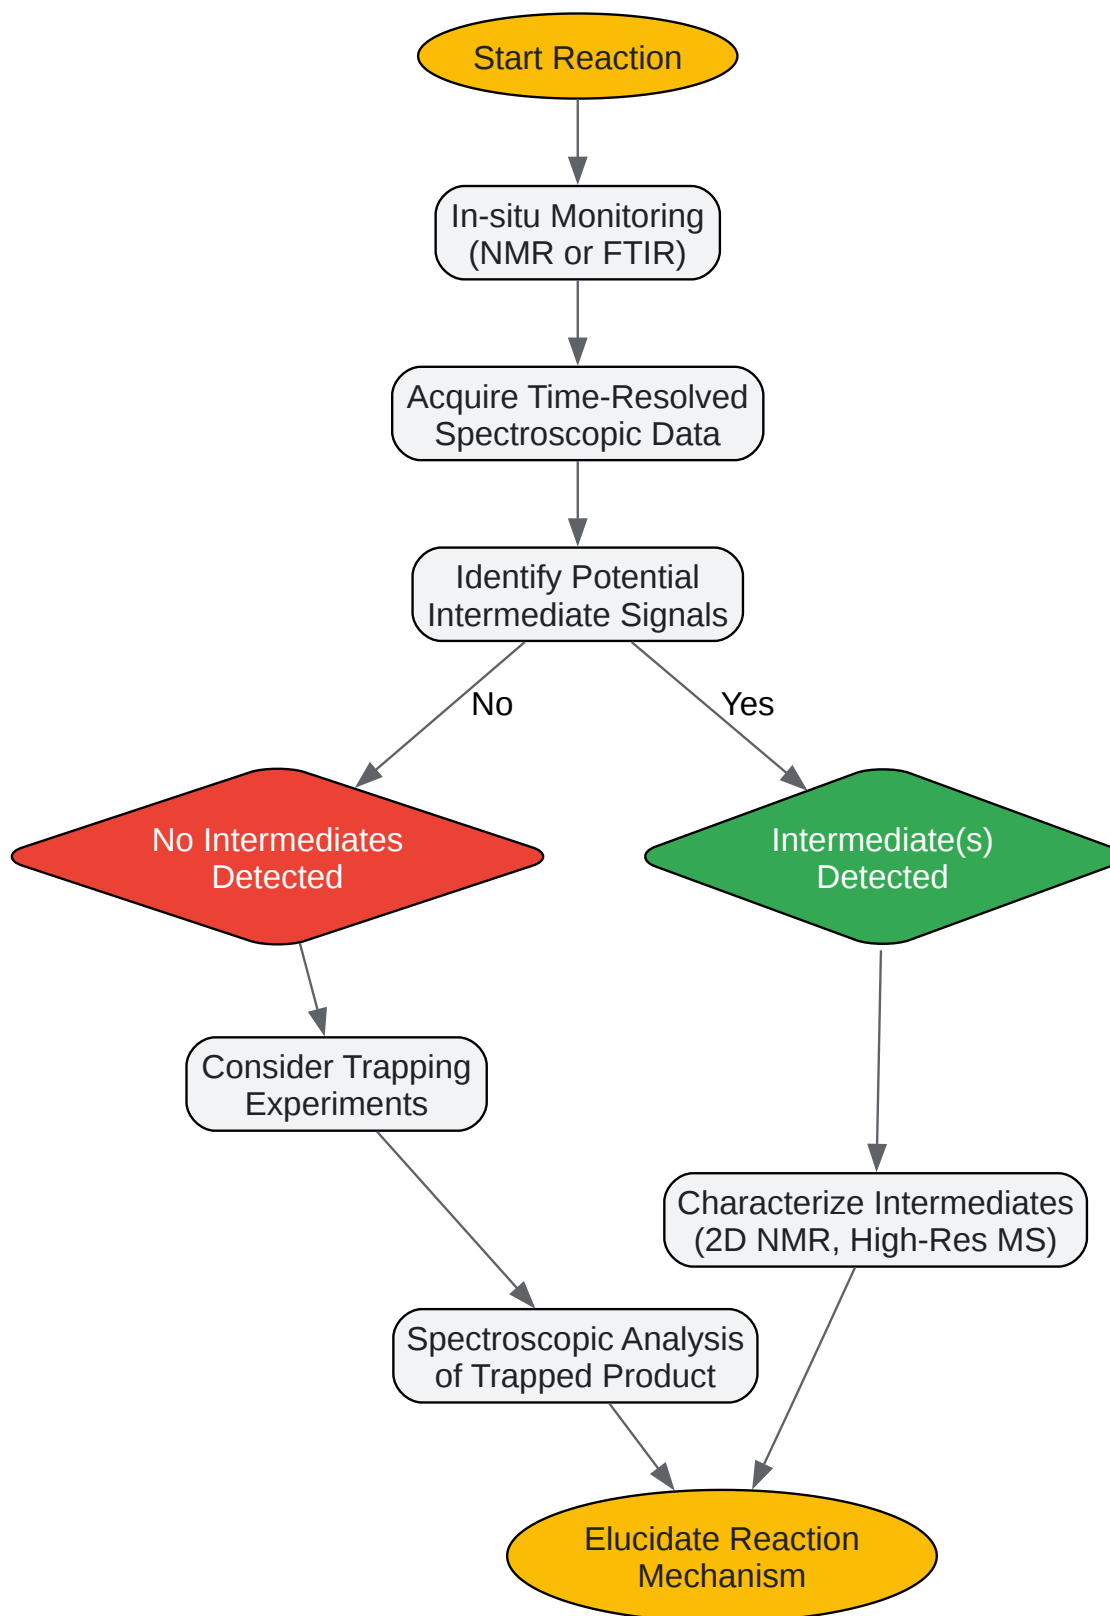 Start Reaction
In-situ Monitoring
(NMR or FTIR)
Acquire Time-Resolved
Spectroscopic Data
Identify Potential
Intermediate Signals
No
Yes
No Intermediates
Detected
Intermediate(s)
Detected
Consider Trapping
Experiments
Characterize Intermediates
(2D NMR, High-Res MS)
Spectroscopic Analysis
of Trapped Product
Elucidate Reaction
Mechanism